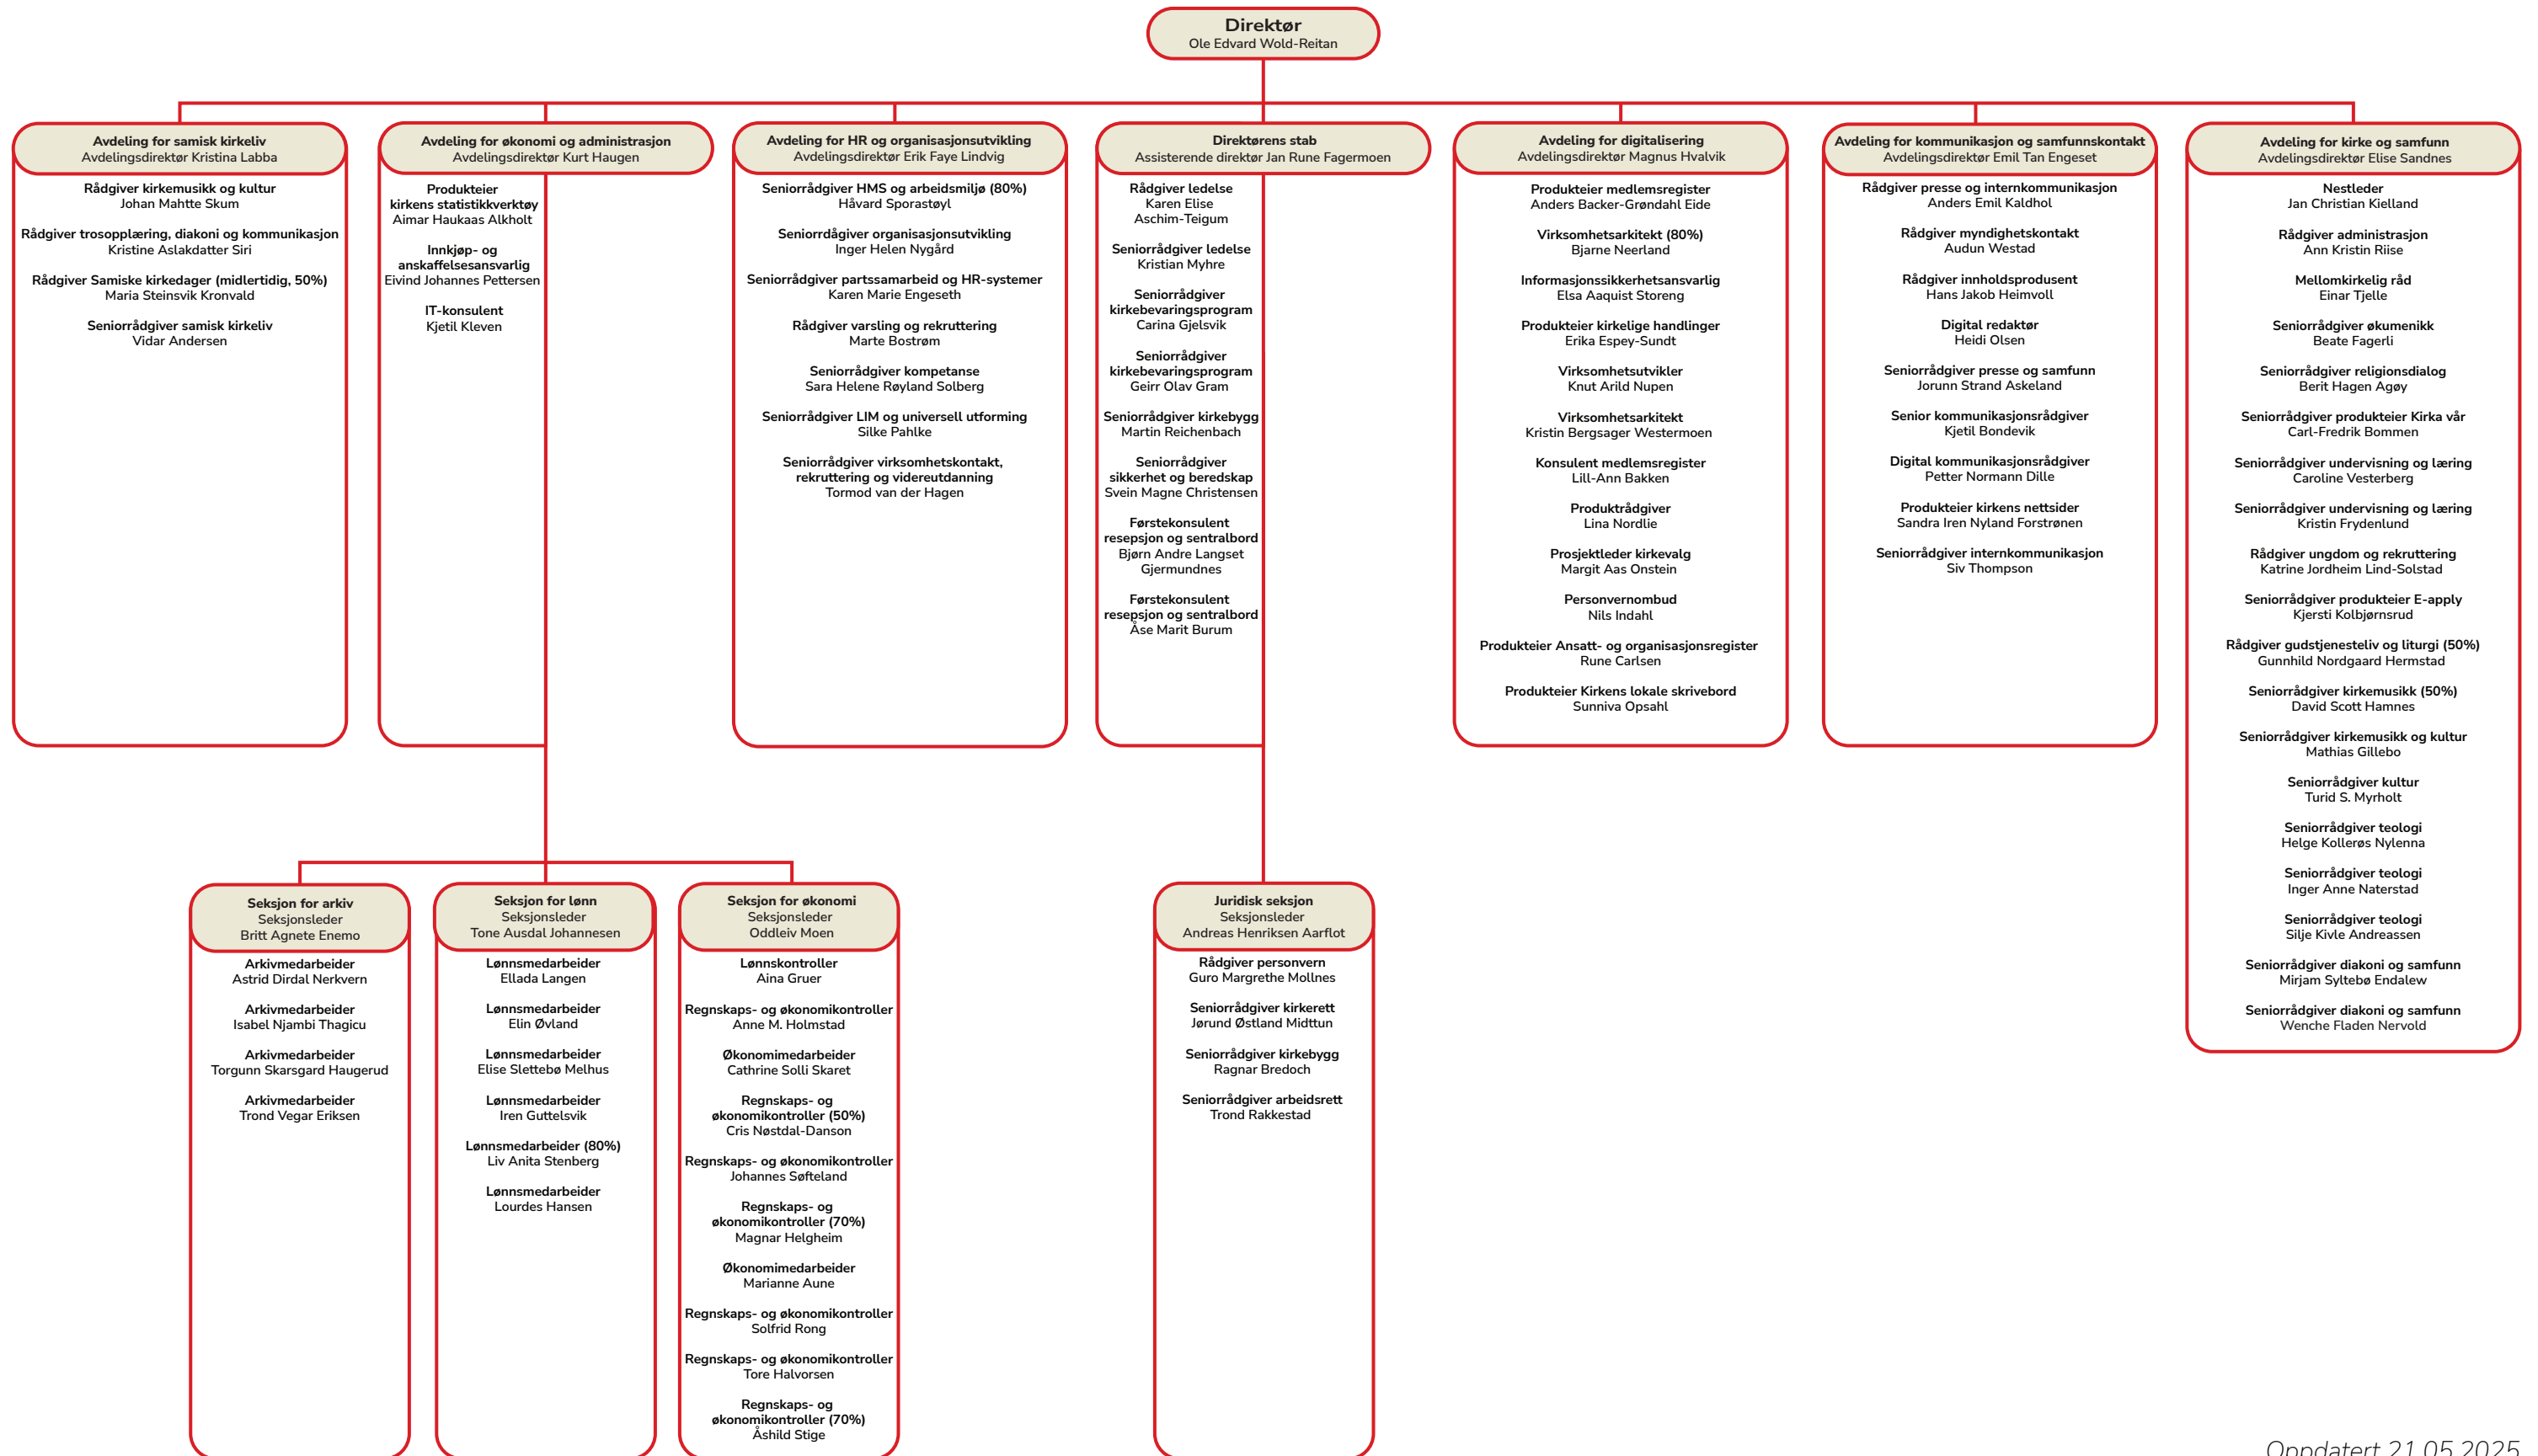 Direktør
Ole Edvard Wold-Reitan
Avdeling for samisk kirkeliv
Avdelingsdirektør Kristina Labba
Rådgiver kirkemusikk og kultur
Johan Mahtte Skum
Rådgiver trosopplæring, diakoni og kommunikasjon
Kristine Aslakdatter Siri
Rådgiver Samiske kirkedager (midlertidig, 50%)
Maria Steinsvik Kronvald
Seniorrådgiver samisk kirkeliv
Vidar Andersen
Avdeling for økonomi og administrasjon
Avdelingsdirektør Kurt Haugen
Produkteier
kirkens statistikkverktøy
Aimar Haukaas Alkholt
Innkjøp- og
anskaffelsesansvarlig
Eivind Johannes Pettersen
IT-konsulent
Kjetil Kleven
Avdeling for HR og organisasjonsutvikling
Avdelingsdirektør Erik Faye Lindvig
Seniorrådgiver HMS og arbeidsmiljø (80%)
Håvard Sporastøyl
Seniorrdågiver organisasjonsutvikling
Inger Helen Nygård
Seniorrådgiver partssamarbeid og HR-systemer
Karen Marie Engeseth
Rådgiver varsling og rekruttering
Marte Bostrøm
Seniorrådgiver kompetanse
Sara Helene Røyland Solberg
Seniorrådgiver LIM og universell utforming
Silke Pahlke
Seniorrådgiver virksomhetskontakt,
rekruttering og videreutdanning
Tormod van der Hagen
Direktørens stab
Assisterende direktør Jan Rune Fagermoen
Rådgiver ledelse
Karen Elise
Aschim-Teigum
Seniorrådgiver ledelse
Kristian Myhre
Seniorrådgiver
kirkebevaringsprogram
Carina Gjelsvik
Seniorrådgiver
kirkebevaringsprogram
Geirr Olav Gram
Seniorrådgiver kirkebygg
Martin Reichenbach
Seniorrådgiver
sikkerhet og beredskap
Svein Magne Christensen
Førstekonsulent
resepsjon og sentralbord
Bjørn Andre Langset
Gjermundnes
Førstekonsulent
resepsjon og sentralbord
Åse Marit Burum
Avdeling for digitalisering
Avdelingsdirektør Magnus Hvalvik
Produkteier medlemsregister
Anders Backer-Grøndahl Eide
Virksomhetsarkitekt (80%)
Bjarne Neerland
Informasjonssikkerhetsansvarlig
Elsa Aaquist Storeng
Produkteier kirkelige handlinger
Erika Espey-Sundt
Virksomhetsutvikler
Knut Arild Nupen
Virksomhetsarkitekt
Kristin Bergsager Westermoen
Konsulent medlemsregister
Lill-Ann Bakken
Produktrådgiver
Lina Nordlie
Prosjektleder kirkevalg
Margit Aas Onstein
Personvernombud
Nils Indahl
Produkteier Ansatt- og organisasjonsregister
Rune Carlsen
Produkteier Kirkens lokale skrivebord
Sunniva Opsahl
Avdeling for kommunikasjon og samfunnskontakt
Avdelingsdirektør Emil Tan Engeset
Rådgiver presse og internkommunikasjon
Anders Emil Kaldhol
Rådgiver myndighetskontakt
Audun Westad
Rådgiver innholdsprodusent
Hans Jakob Heimvoll
Digital redaktør
Heidi Olsen
Seniorrådgiver presse og samfunn
Jorunn Strand Askeland
Senior kommunikasjonsrådgiver
Kjetil Bondevik
Digital kommunikasjonsrådgiver
Petter Normann Dille
Produkteier kirkens nettsider
Sandra Iren Nyland Forstrønen
Seniorrådgiver internkommunikasjon
Siv Thompson
Avdeling for kirke og samfunn
Avdelingsdirektør Elise Sandnes
Nestleder
Jan Christian Kielland
Rådgiver administrasjon
Ann Kristin Riise
Mellomkirkelig råd
Einar Tjelle
Seniorrådgiver økumenikk
Beate Fagerli
Seniorrådgiver religionsdialog
Berit Hagen Agøy
Seniorrådgiver produkteier Kirka vår
Carl-Fredrik Bommen
Seniorrådgiver undervisning og læring
Caroline Vesterberg
Seniorrådgiver undervisning og læring
Kristin Frydenlund
Rådgiver ungdom og rekruttering
Katrine Jordheim Lind-Solstad
Seniorrådgiver produkteier E-apply
Kjersti Kolbjørnsrud
Rådgiver gudstjenesteliv og liturgi (50%)
Gunnhild Nordgaard Hermstad
Seniorrådgiver kirkemusikk (50%)
David Scott Hamnes
Seniorrådgiver kirkemusikk og kultur
Mathias Gillebo
Seniorrådgiver kultur
Turid S. Myrholt
Seniorrådgiver teologi
Helge Kollerøs Nylenna
Seniorrådgiver teologi
Inger Anne Naterstad
Seniorrådgiver teologi
Silje Kivle Andreassen
Seniorrådgiver diakoni og samfunn
Mirjam Syltebø Endalew
Seniorrådgiver diakoni og samfunn
Wenche Fladen Nervold
Seksjon for arkiv
Seksjonsleder
Britt Agnete Enemo
Arkivmedarbeider
Astrid Dirdal Nerkvern
Arkivmedarbeider
Isabel Njambi Thagicu
Arkivmedarbeider
Torgunn Skarsgard Haugerud
Arkivmedarbeider
Trond Vegar Eriksen
Seksjon for lønn
Seksjonsleder
Tone Ausdal Johannesen
Lønnsmedarbeider
Ellada Langen
Lønnsmedarbeider
Elin Øvland
Lønnsmedarbeider
Elise Slettebø Melhus
Lønnsmedarbeider
Iren Guttelsvik
Lønnsmedarbeider (80%)
Liv Anita Stenberg
Lønnsmedarbeider
Lourdes Hansen
Seksjon for økonomi
Seksjonsleder
Oddleiv Moen
Lønnskontroller
Aina Gruer
Regnskaps- og økonomikontroller
Anne M. Holmstad
Økonomimedarbeider
Cathrine Solli Skaret
Regnskaps- og
økonomikontroller (50%)
Cris Nøstdal-Danson
Regnskaps- og økonomikontroller
Johannes Søfteland
Regnskaps- og
økonomikontroller (70%)
Magnar Helgheim
Økonomimedarbeider
Marianne Aune
Regnskaps- og økonomikontroller
Solfrid Rong
Regnskaps- og økonomikontroller
Tore Halvorsen
Regnskaps- og
økonomikontroller (70%)
Åshild Stige
Juridisk seksjon
Seksjonsleder
Andreas Henriksen Aarflot
Rådgiver personvern
Guro Margrethe Mollnes
Seniorrådgiver kirkerett
Jørund Østland Midttun
Seniorrådgiver kirkebygg
Ragnar Bredoch
Seniorrådgiver arbeidsrett
Trond Rakkestad
Oppdatert 21.05.2025